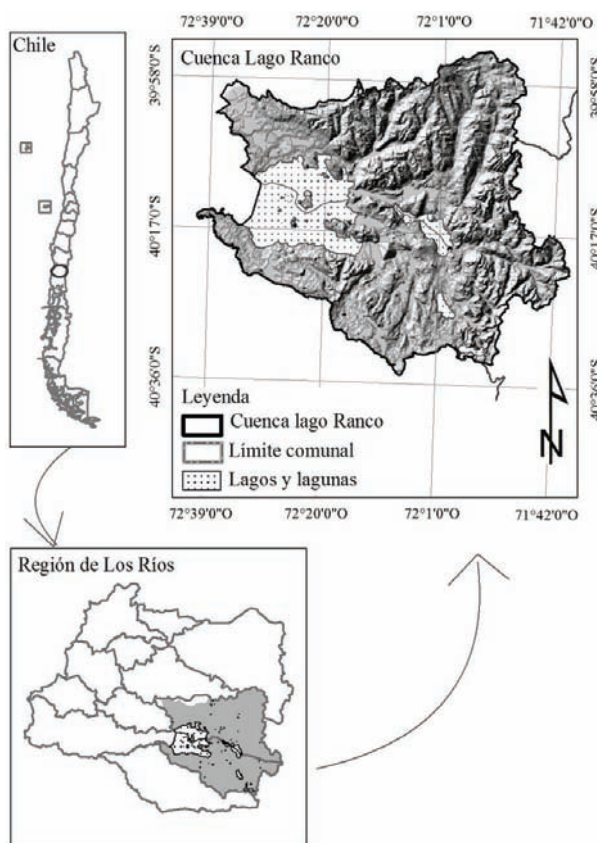 Chile
72°39'0"O
72°20'0"O
72°1'0"O
71°42'0"O
Cuenca Lago Ranco
39°58'0"S
39°58'0"S
40°17'0"S
40°17'0"S
40°36'0"S
40°36'0"S
Leyenda
Cuenca lago Ranco
Límite comunal
Lagos y lagunas
N
72°39'0"O
72°20'0"O
72°1'0"O
71°42'0"O
Región de Los Ríos